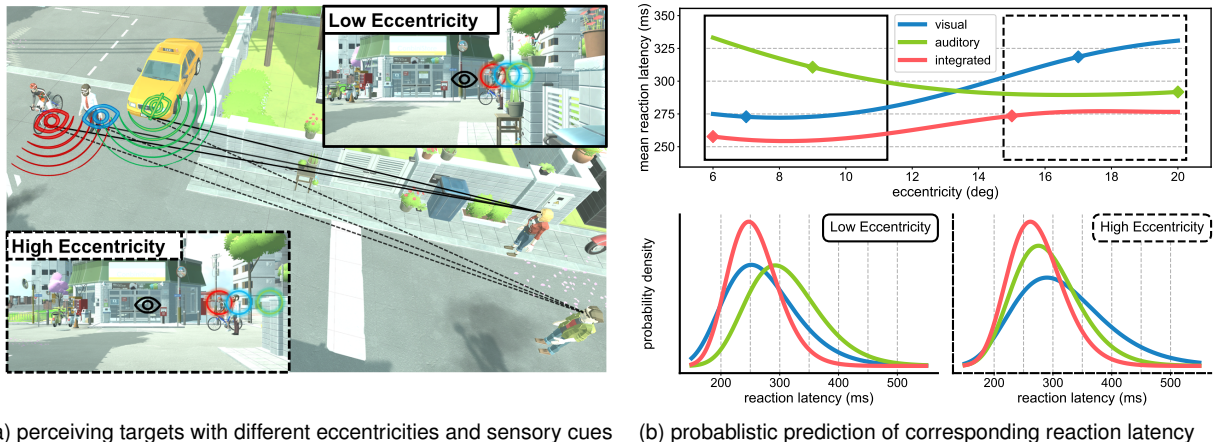 Low Eccentricity
High Eccentricity
a) perceiving targets with different eccentricities and sensory cues
mean reaction latency (ms)
350
325
300
275
250
visual
auditory
integrated
6 8 10 12 14 16 18 20
eccentricity (deg)
probability density
Low Eccentricity
High Eccentricity
200 300 400 500
200 300 400 500
reaction latency (ms)
reaction latency (ms)
(b) probablistic prediction of corresponding reaction latency